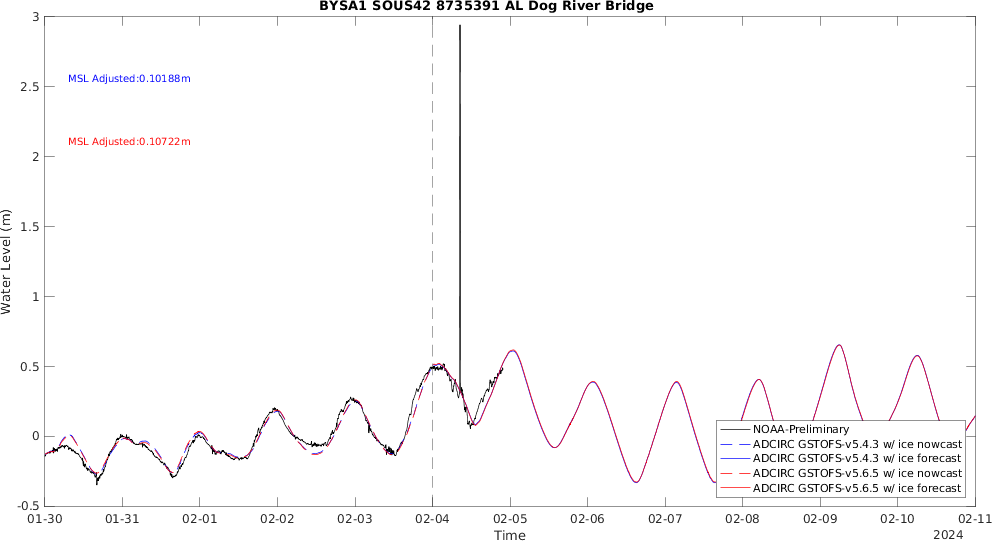 BYSA1 SOUS42 8735391 AL Dog River Bridge
MSL Adjusted:0.10188m
MSL Adjusted:0.10722m
Water Level (m)
3
2.5
2
1.5
1
0.5
0
-0.5
NOAA-Preliminary
ADCIRC GSTOFS-v5.4.3 w/ ice nowcast
ADCIRC GSTOFS-v5.4.3 w/ ice forecast
ADCIRC GSTOFS-v5.6.5 w/ ice nowcast
ADCIRC GSTOFS-v5.6.5 w/ ice forecast
01-30 01-31 02-01 02-02 02-03 02-04 02-05 02-06 02-07 02-08 02-09 02-10 02-11
Time
2024